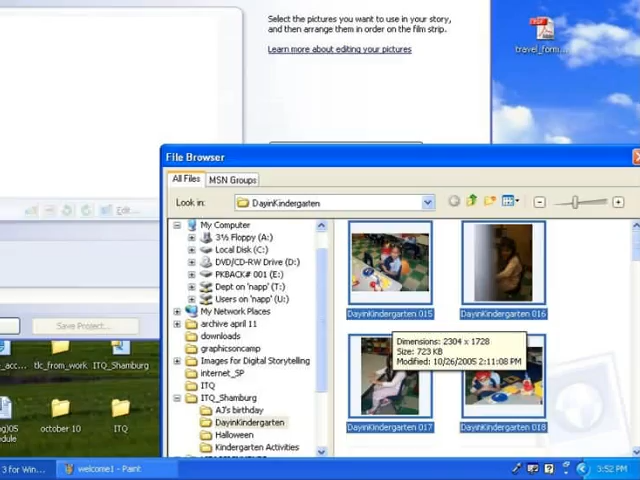 Select the pictures you want to use in your story,
and then arrange them in order on the film strip.
Learn more about editing your pictures
travel_form...
File Browser
All Files
MSN Groups
Look in:
DayinKindergarten
Edit...
Save Project...
My Computer
3½ Floppy (A:)
Local Disk (C:)
DVD/CD-RW Drive (D:)
PKBACK# 001 (E:)
Dept on 'napp' (T:)
Users on 'napp' (U:)
My Network Places
archive april 11
downloads
graphicsoncamp
Images for Digital Storytelling
internet_SP
ITQ
ITQ_Shamburg
AJ's birthday
DayinKindergarten
Halloween
Kindergarten Activities
DayinKindergarten 015
DayinKindergarten 016
Dimensions: 2304 x 1728
Size: 723 KB
Modified: 10/26/2005 2:11:08 PM
DayinKindergarten 017
DayinKindergarten 018
e_acc...
tlc_from_work
ITQ_Shamburg
ng)05
edule
october 10
ITQ
3 for Win...
welcome1 - Paint
3:52 PM